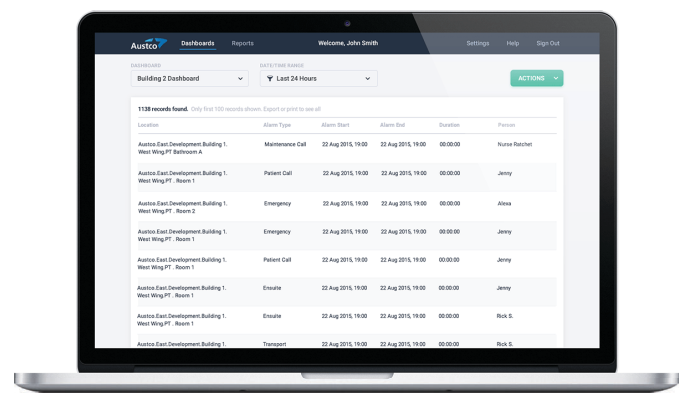 Austco Dashboards Reports Welcome, John Smith Settings Help Sign Out
DASHBOARD DATE/TIME RANGE
Building 2 Dashboard Last 24 Hours ACTIONS
1138 records found. Only first 100 records shown. Export or print to see all
Location Alarm Type Alarm Start Alarm End Duration Person
Austco.East.Development.Building 1. Maintenance Call 22 Aug 2015, 19:00 22 Aug 2015, 19:00 00:00:00 Nurse Ratchet
West Wing.PT Bathroom A
Austco.East.Development.Building 1. Patient Call 22 Aug 2015, 19:00 22 Aug 2015, 19:00 00:00:00 Jenny
West Wing.PT . Room 1
Austco.East.Development.Building 1. Emergency 22 Aug 2015, 19:00 22 Aug 2015, 19:00 00:00:00 Alexa
West Wing.PT . Room 2
Austco.East.Development.Building 1. Emergency 22 Aug 2015, 19:00 22 Aug 2015, 19:00 00:00:00 Jenny
West Wing.PT . Room 1
Austco.East.Development.Building 1. Patient Call 22 Aug 2015, 19:00 22 Aug 2015, 19:00 00:00:00 Jenny
West Wing.PT . Room 1
Austco.East.Development.Building 1. Ensuite 22 Aug 2015, 19:00 22 Aug 2015, 19:00 00:00:00 Jenny
West Wing.PT . Room 1
Austco.East.Development.Building 1. Ensuite 22 Aug 2015, 19:00 22 Aug 2015, 19:00 00:00:00 Rick S.
West Wing.PT . Room 1
Austco.East.Development.Building 1. Transport 22 Aug 2015, 19:00 22 Aug 2015, 19:00 00:00:00 Rick S.